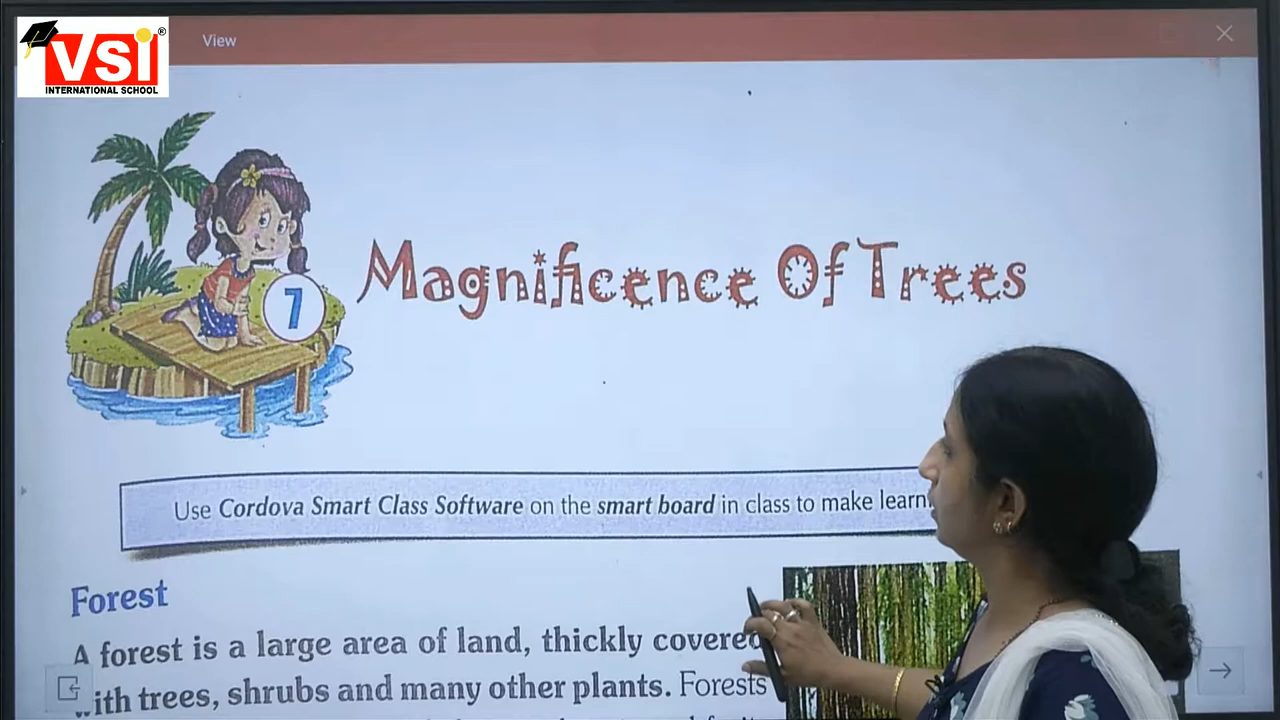 VSI
®
INTERNATIONAL SCHOOL
View
7
Magnificence Of Trees
Use Cordova Smart Class Software on the smart board in class to make learn
Forest
A forest is a large area of land, thickly covered
with trees, shrubs and many other plants. Forests